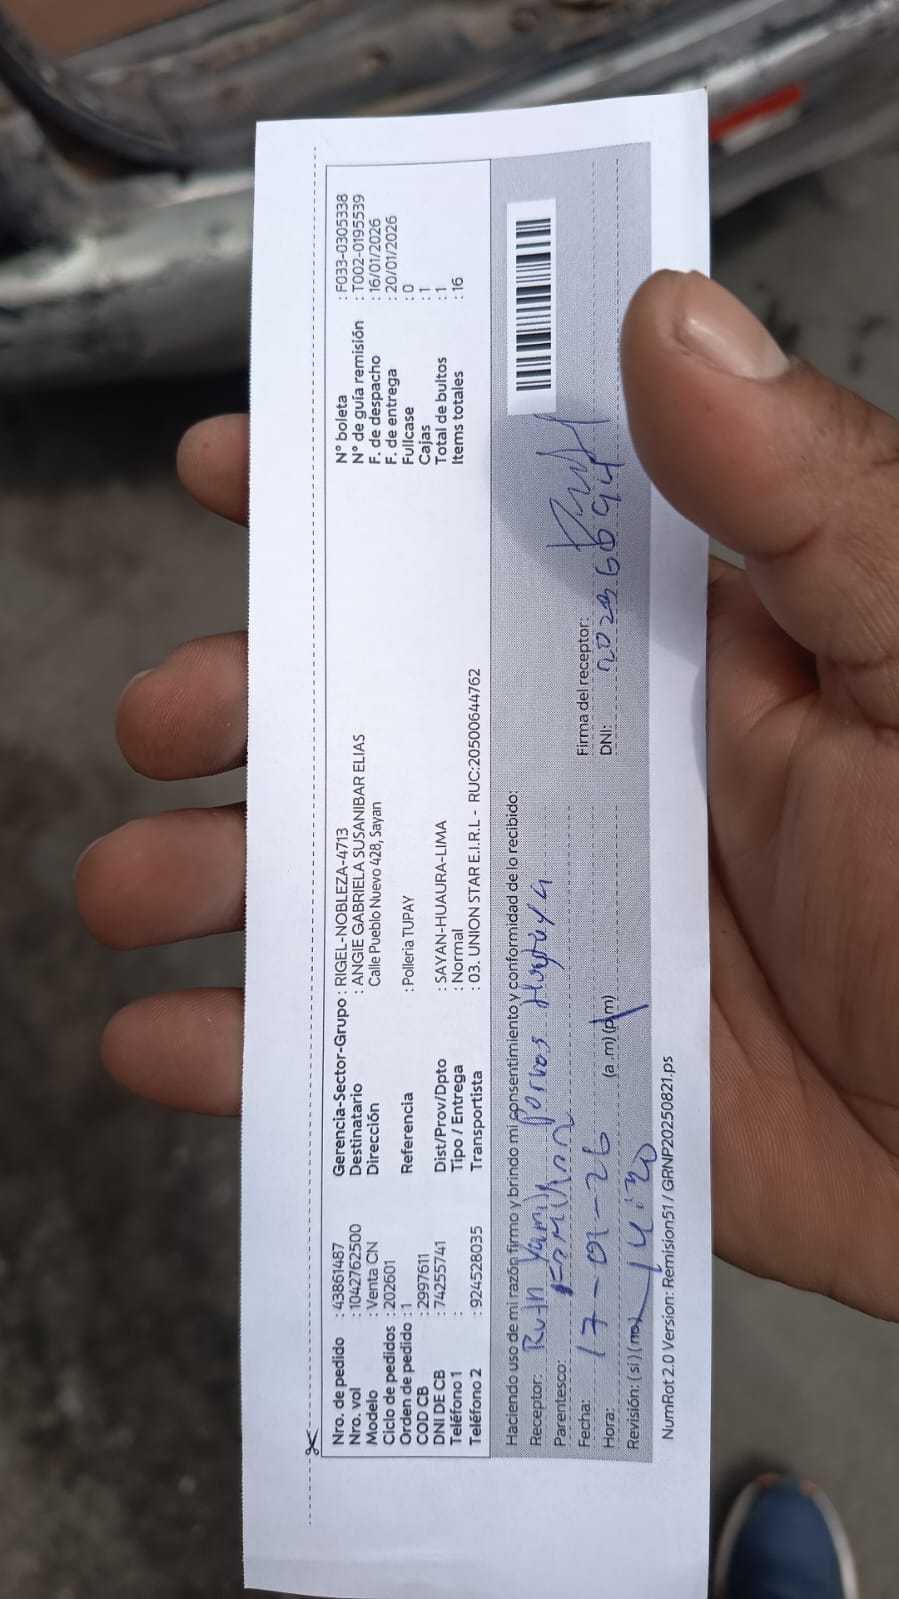 Nro. de pedido : 43861487
Nro. vol : 1042762500
Modelo : Venta CN
Ciclo de pedidos : 202601
Orden de pedido : 1
COD CB : 2997611
DNI DE CB : 74255741
Teléfono 1 :
Teléfono 2 : 924528035
Gerencia-Sector-Grupo : RIGEL-NOBLEZA-4713
Destinatario : ANGIE GABRIELA SUSANIBAR ELIAS
Dirección Calle Pueblo Nuevo 428, Sayan
Referencia : Polleria TUPAY
Dist/Prov/Dpto : SAYAN-HUAURA-LIMA
Tipo / Entrega : Normal
Transportista : 03. UNION STAR E.I.R.L - RUC:20500644762
N° boleta : F033-0305338
N° de guía remisión : T002-0195539
F. de despacho : 16/01/2026
F. de entrega : 20/01/2026
Fullcase : 0
Cajas : 1
Total de bultos : 1
Items totales : 16
Haciendo uso de mi razón firmo y brindo mi consentimiento y conformidad de lo recibido:
Receptor: Ruth
Parentesco:
Fecha: 17-01-26
Hora: 14:30 (a .m) (p.m)
Revisión: ( si ) ( no)
Firma del receptor:
DNI:
NumRot 2.0 Version: Remision51 / GRNP20250821.ps